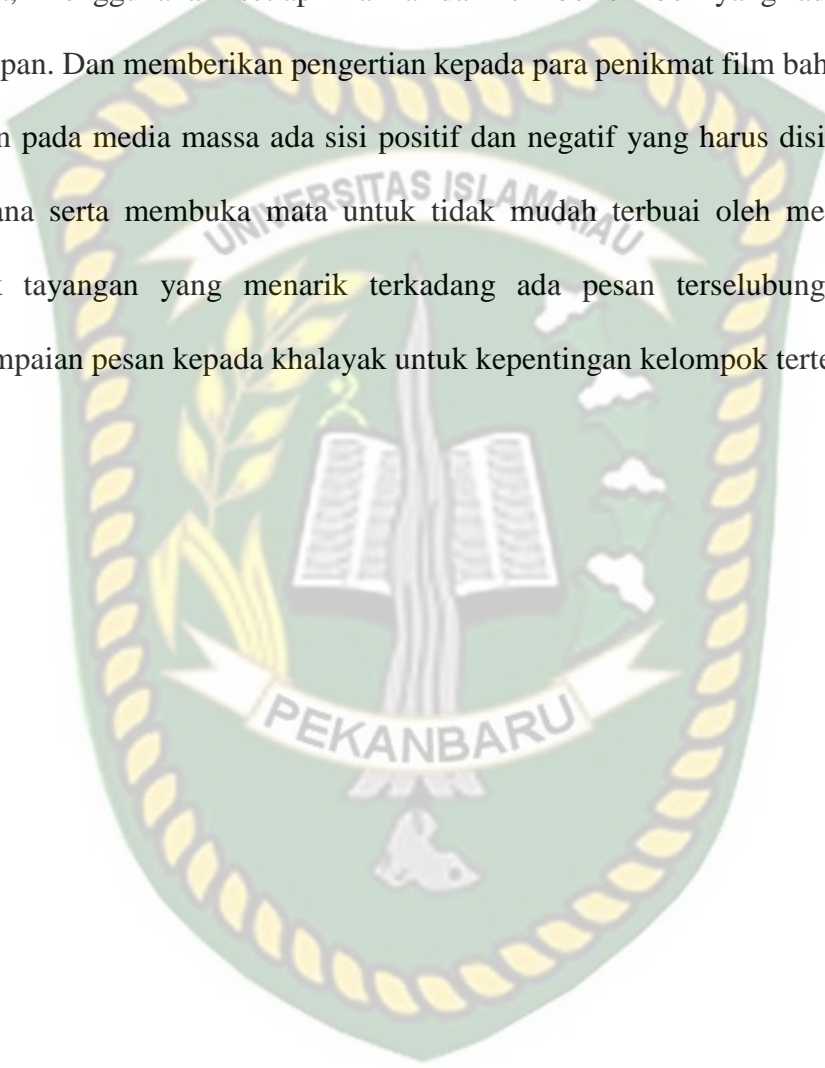 pan. Dan memberikan pengertian kepada para penikmat film bah
n pada media massa ada sisi positif dan negatif yang harus disi
UNIVERSITAS ISLAM RIAU
ana serta membuka mata untuk tidak mudah terbuai oleh me
k tayangan yang menarik terkadang ada pesan terselubung
mpaian pesan kepada khalayak untuk kepentingan kelompok terte
PEKANBARU